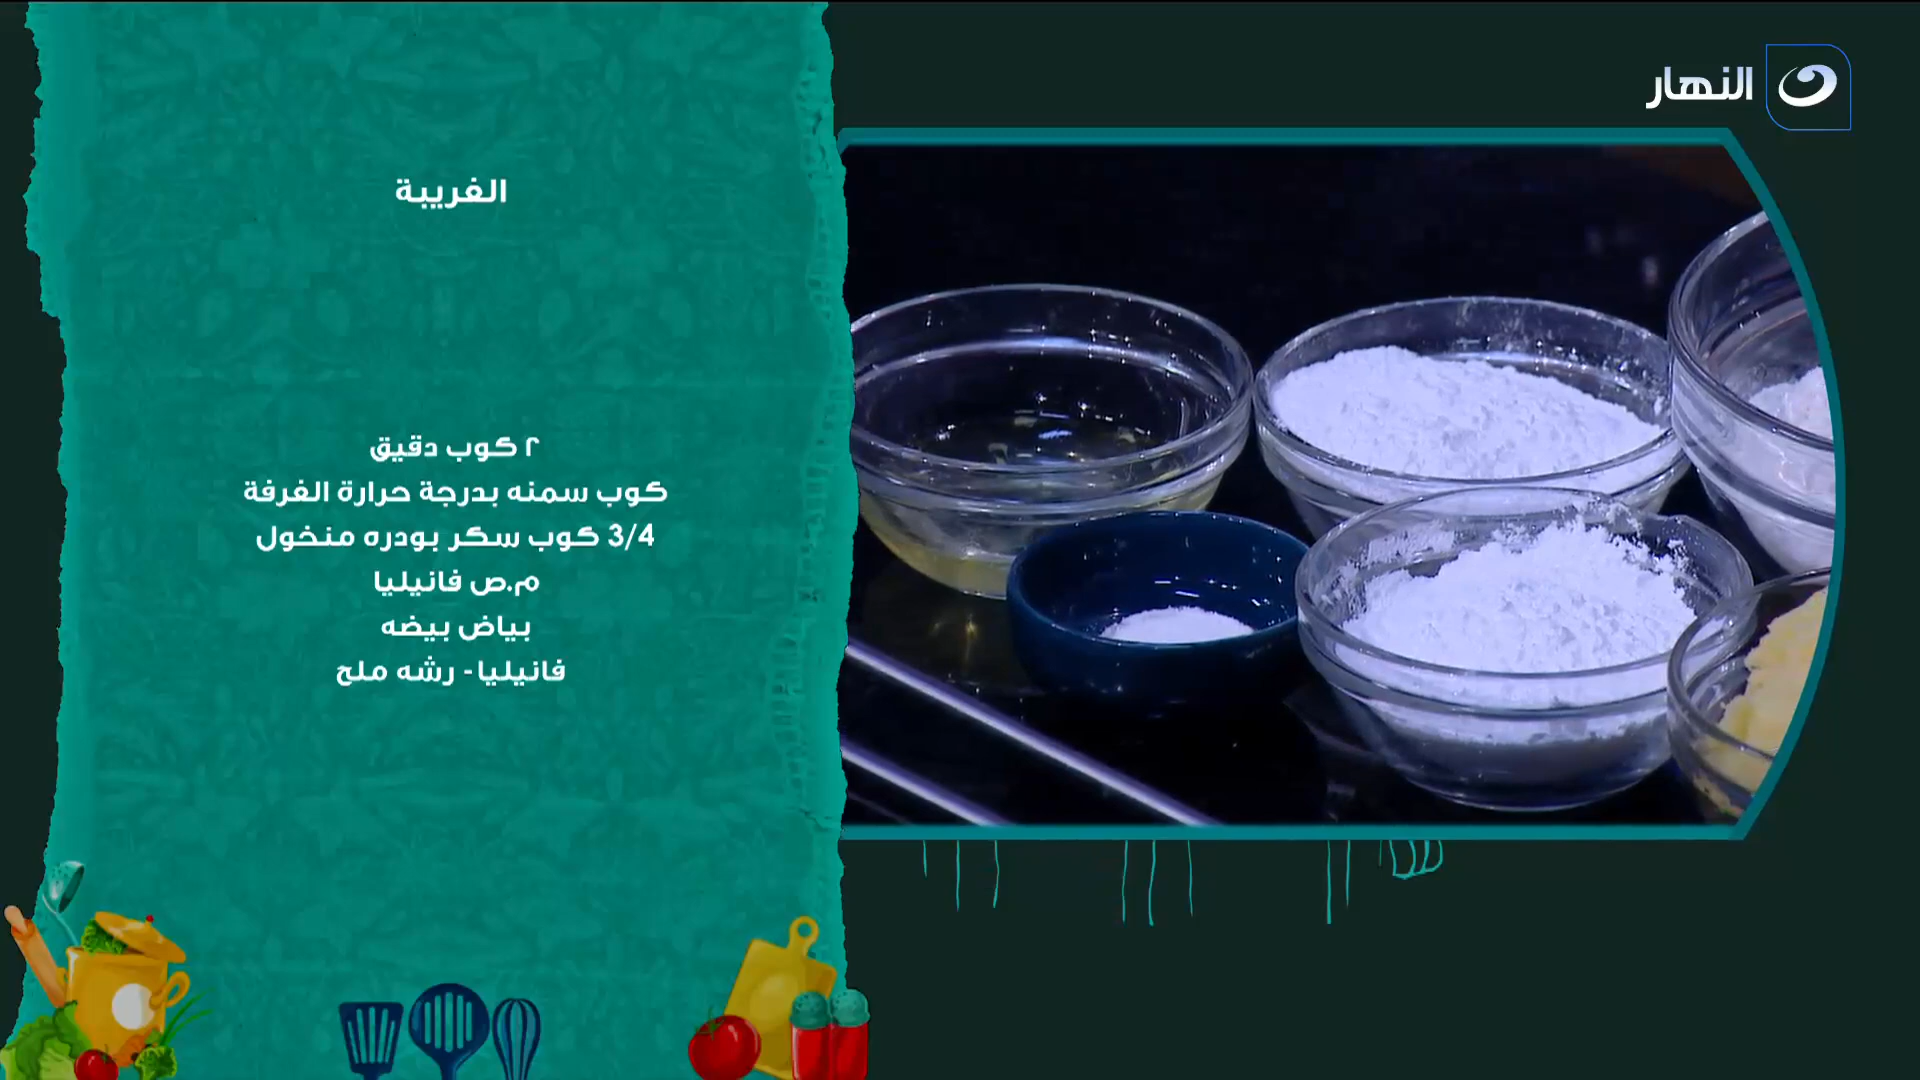 النهار
الغريبة
٢ كوب دقيق
كوب سمنه بدرجة حرارة الغرفة
3/4 كوب سكر بودره منخول
م.ص فانيليا
بياض بيضه
فانيليا- رشه ملح